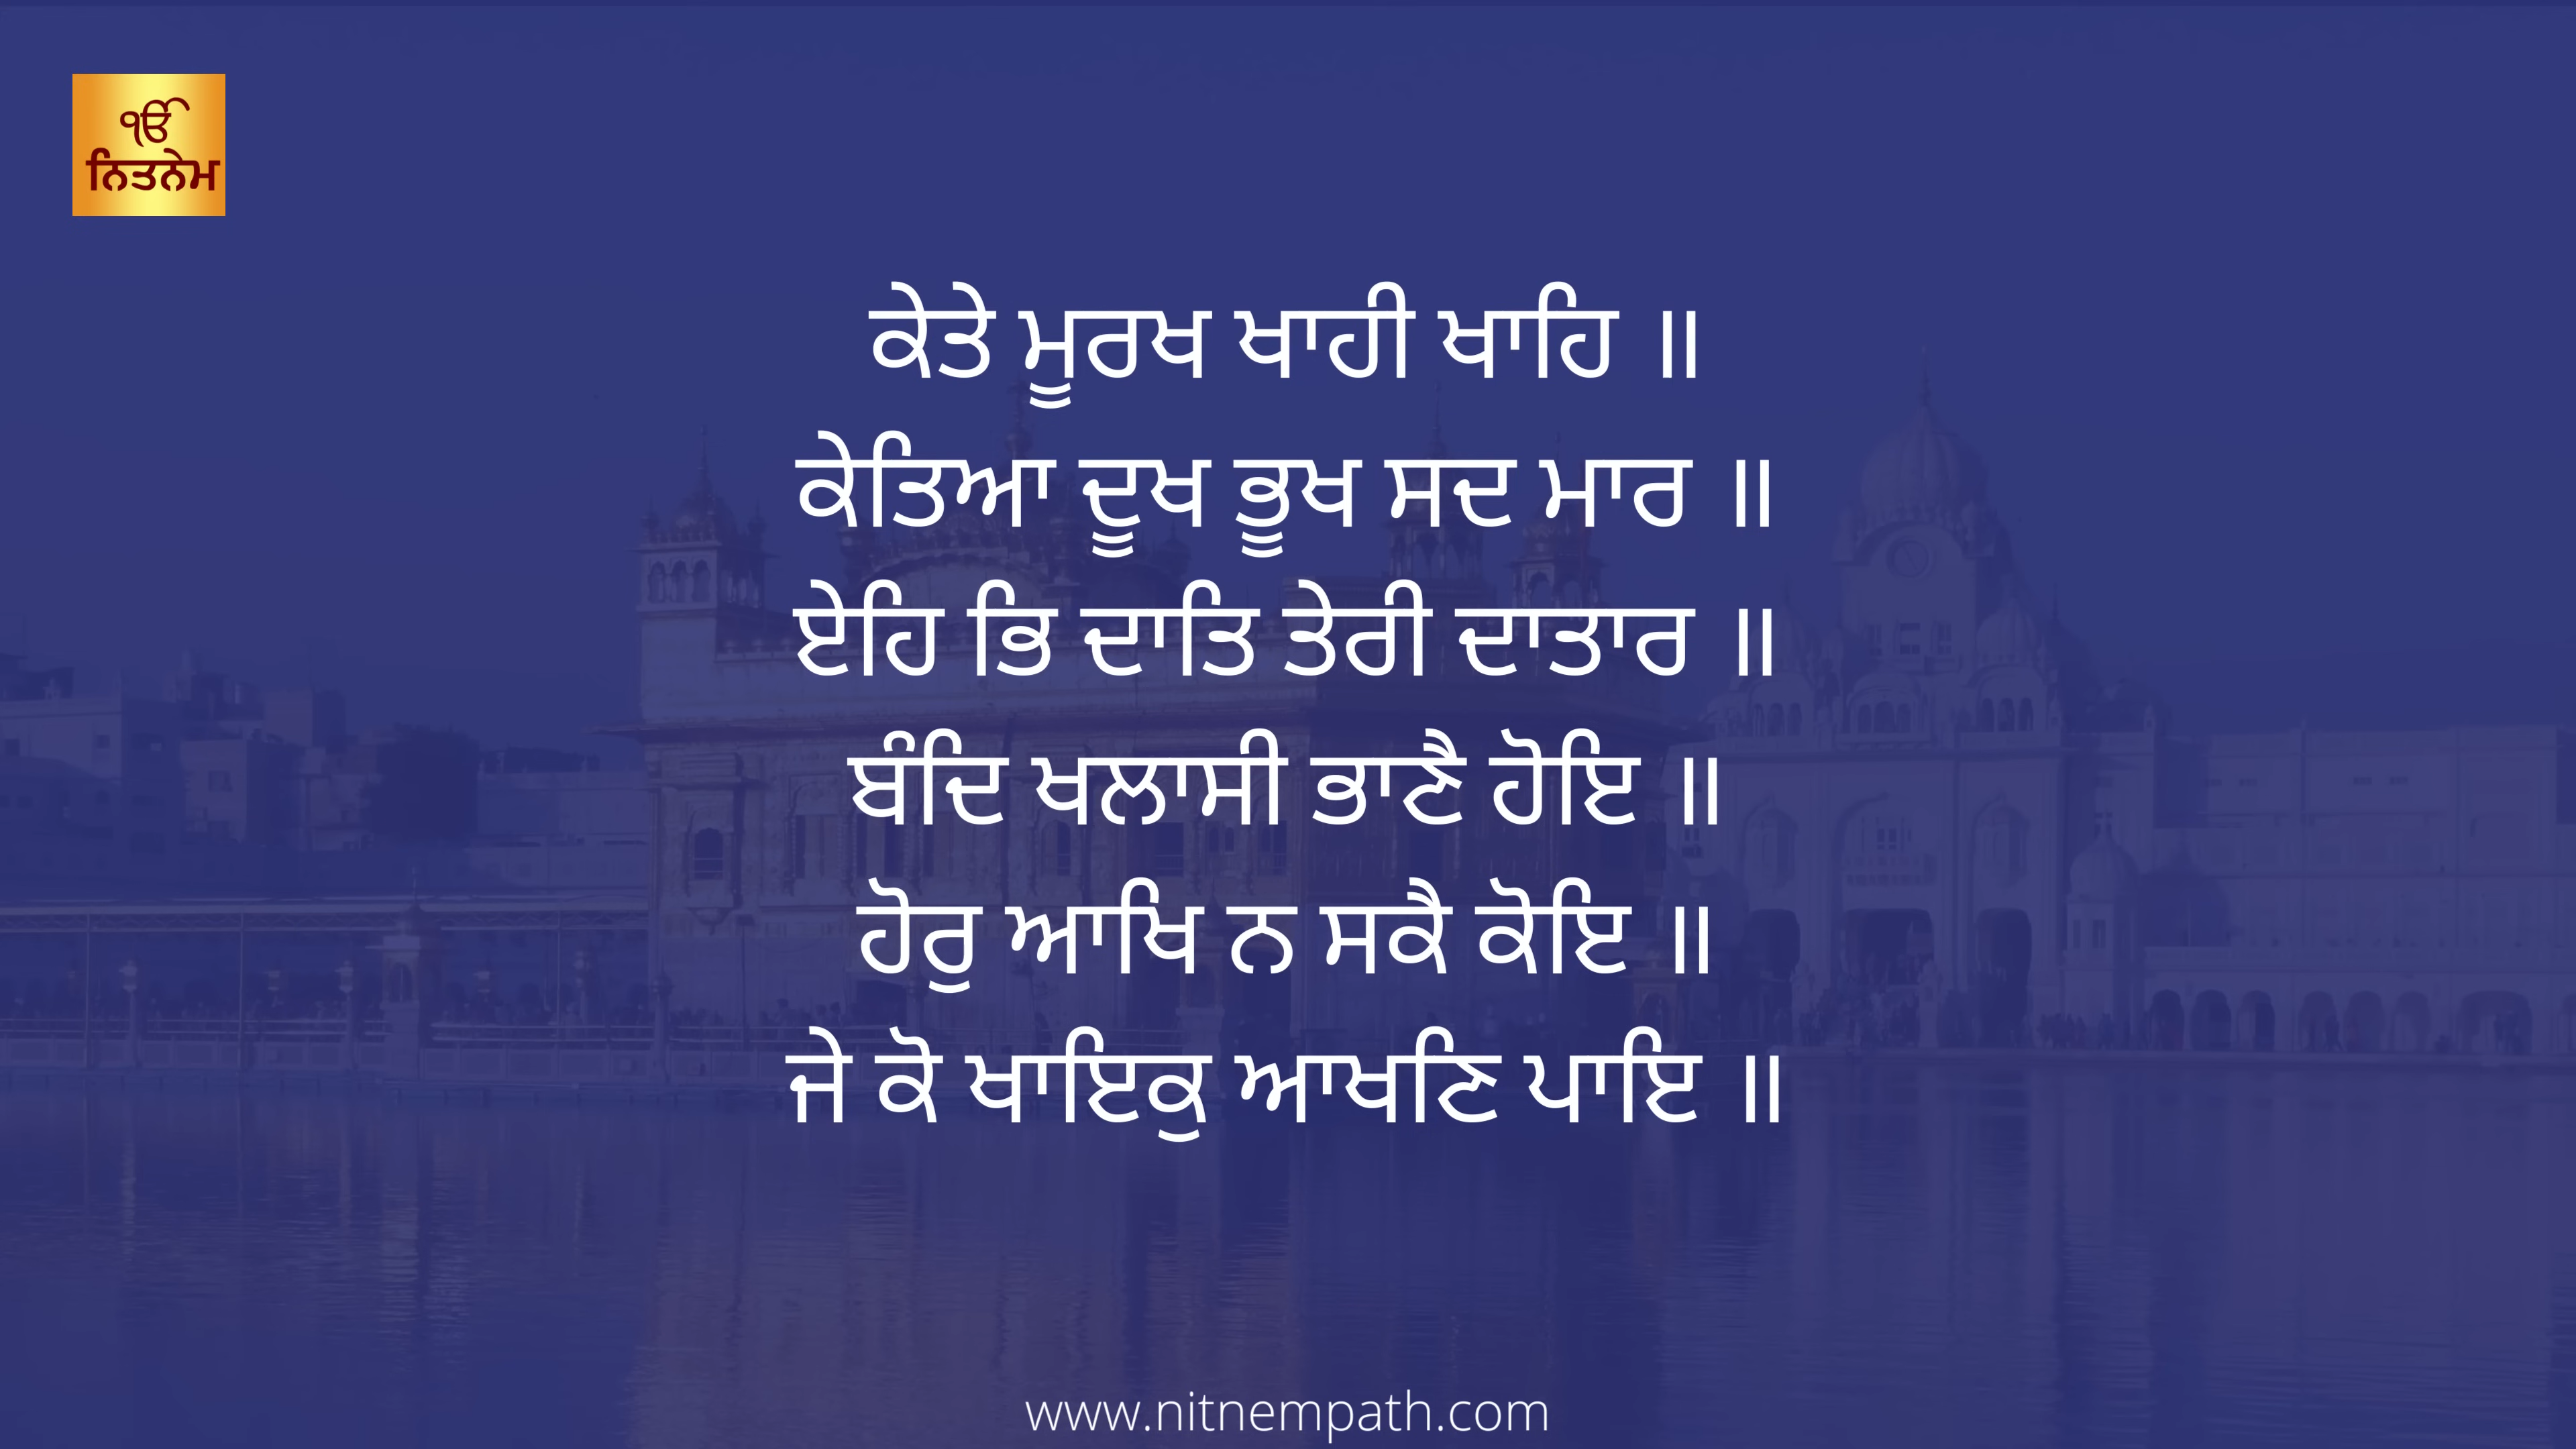 ੴ
ਨਿਤਨੇਮ
ਕੇਤੇ ਮੂਰਖ ਖਾਹੀ ਖਾਹਿ ॥
ਕੇਤਿਆ ਦੂਖ ਭੂਖ ਸਦ ਮਾਰ ॥
ਏਹਿ ਭਿ ਦਾਤਿ ਤੇਰੀ ਦਾਤਾਰ ॥
ਬੰਦਿ ਖਲਾਸੀ ਭਾਣੈ ਹੋਇ ॥
ਹੋਰੁ ਆਖਿ ਨ ਸਕੈ ਕੋਇ ॥
ਜੇ ਕੋ ਖਾਇਕੁ ਆਖਣਿ ਪਾਇ ॥
www.nitnempath.com